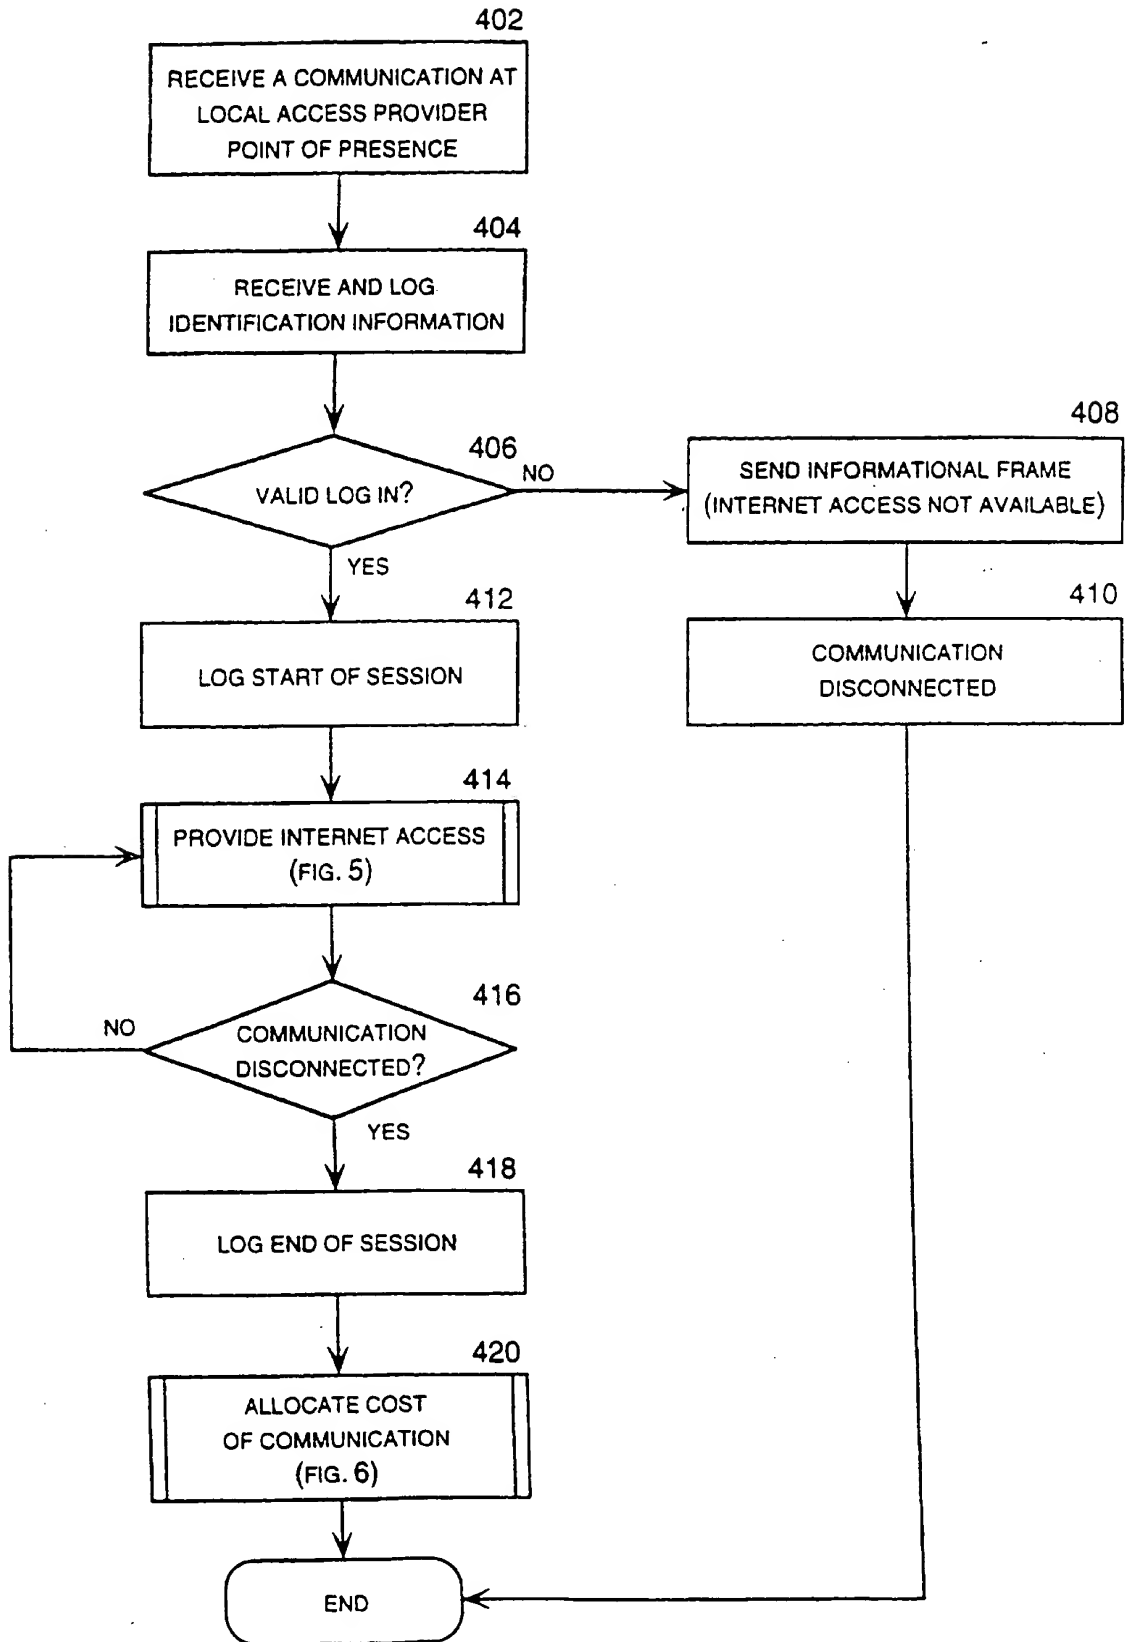 402
RECEIVE A COMMUNICATION AT
LOCAL ACCESS PROVIDER
POINT OF PRESENCE
404
RECEIVE AND LOG
IDENTIFICATION INFORMATION
406
VALID LOG IN?
NO
YES
408
SEND INFORMATIONAL FRAME
(INTERNET ACCESS NOT AVAILABLE)
410
COMMUNICATION
DISCONNECTED
412
LOG START OF SESSION
414
PROVIDE INTERNET ACCESS
(FIG. 5)
416
COMMUNICATION
DISCONNECTED?
NO
YES
418
LOG END OF SESSION
420
ALLOCATE COST
OF COMMUNICATION
(FIG. 6)
END